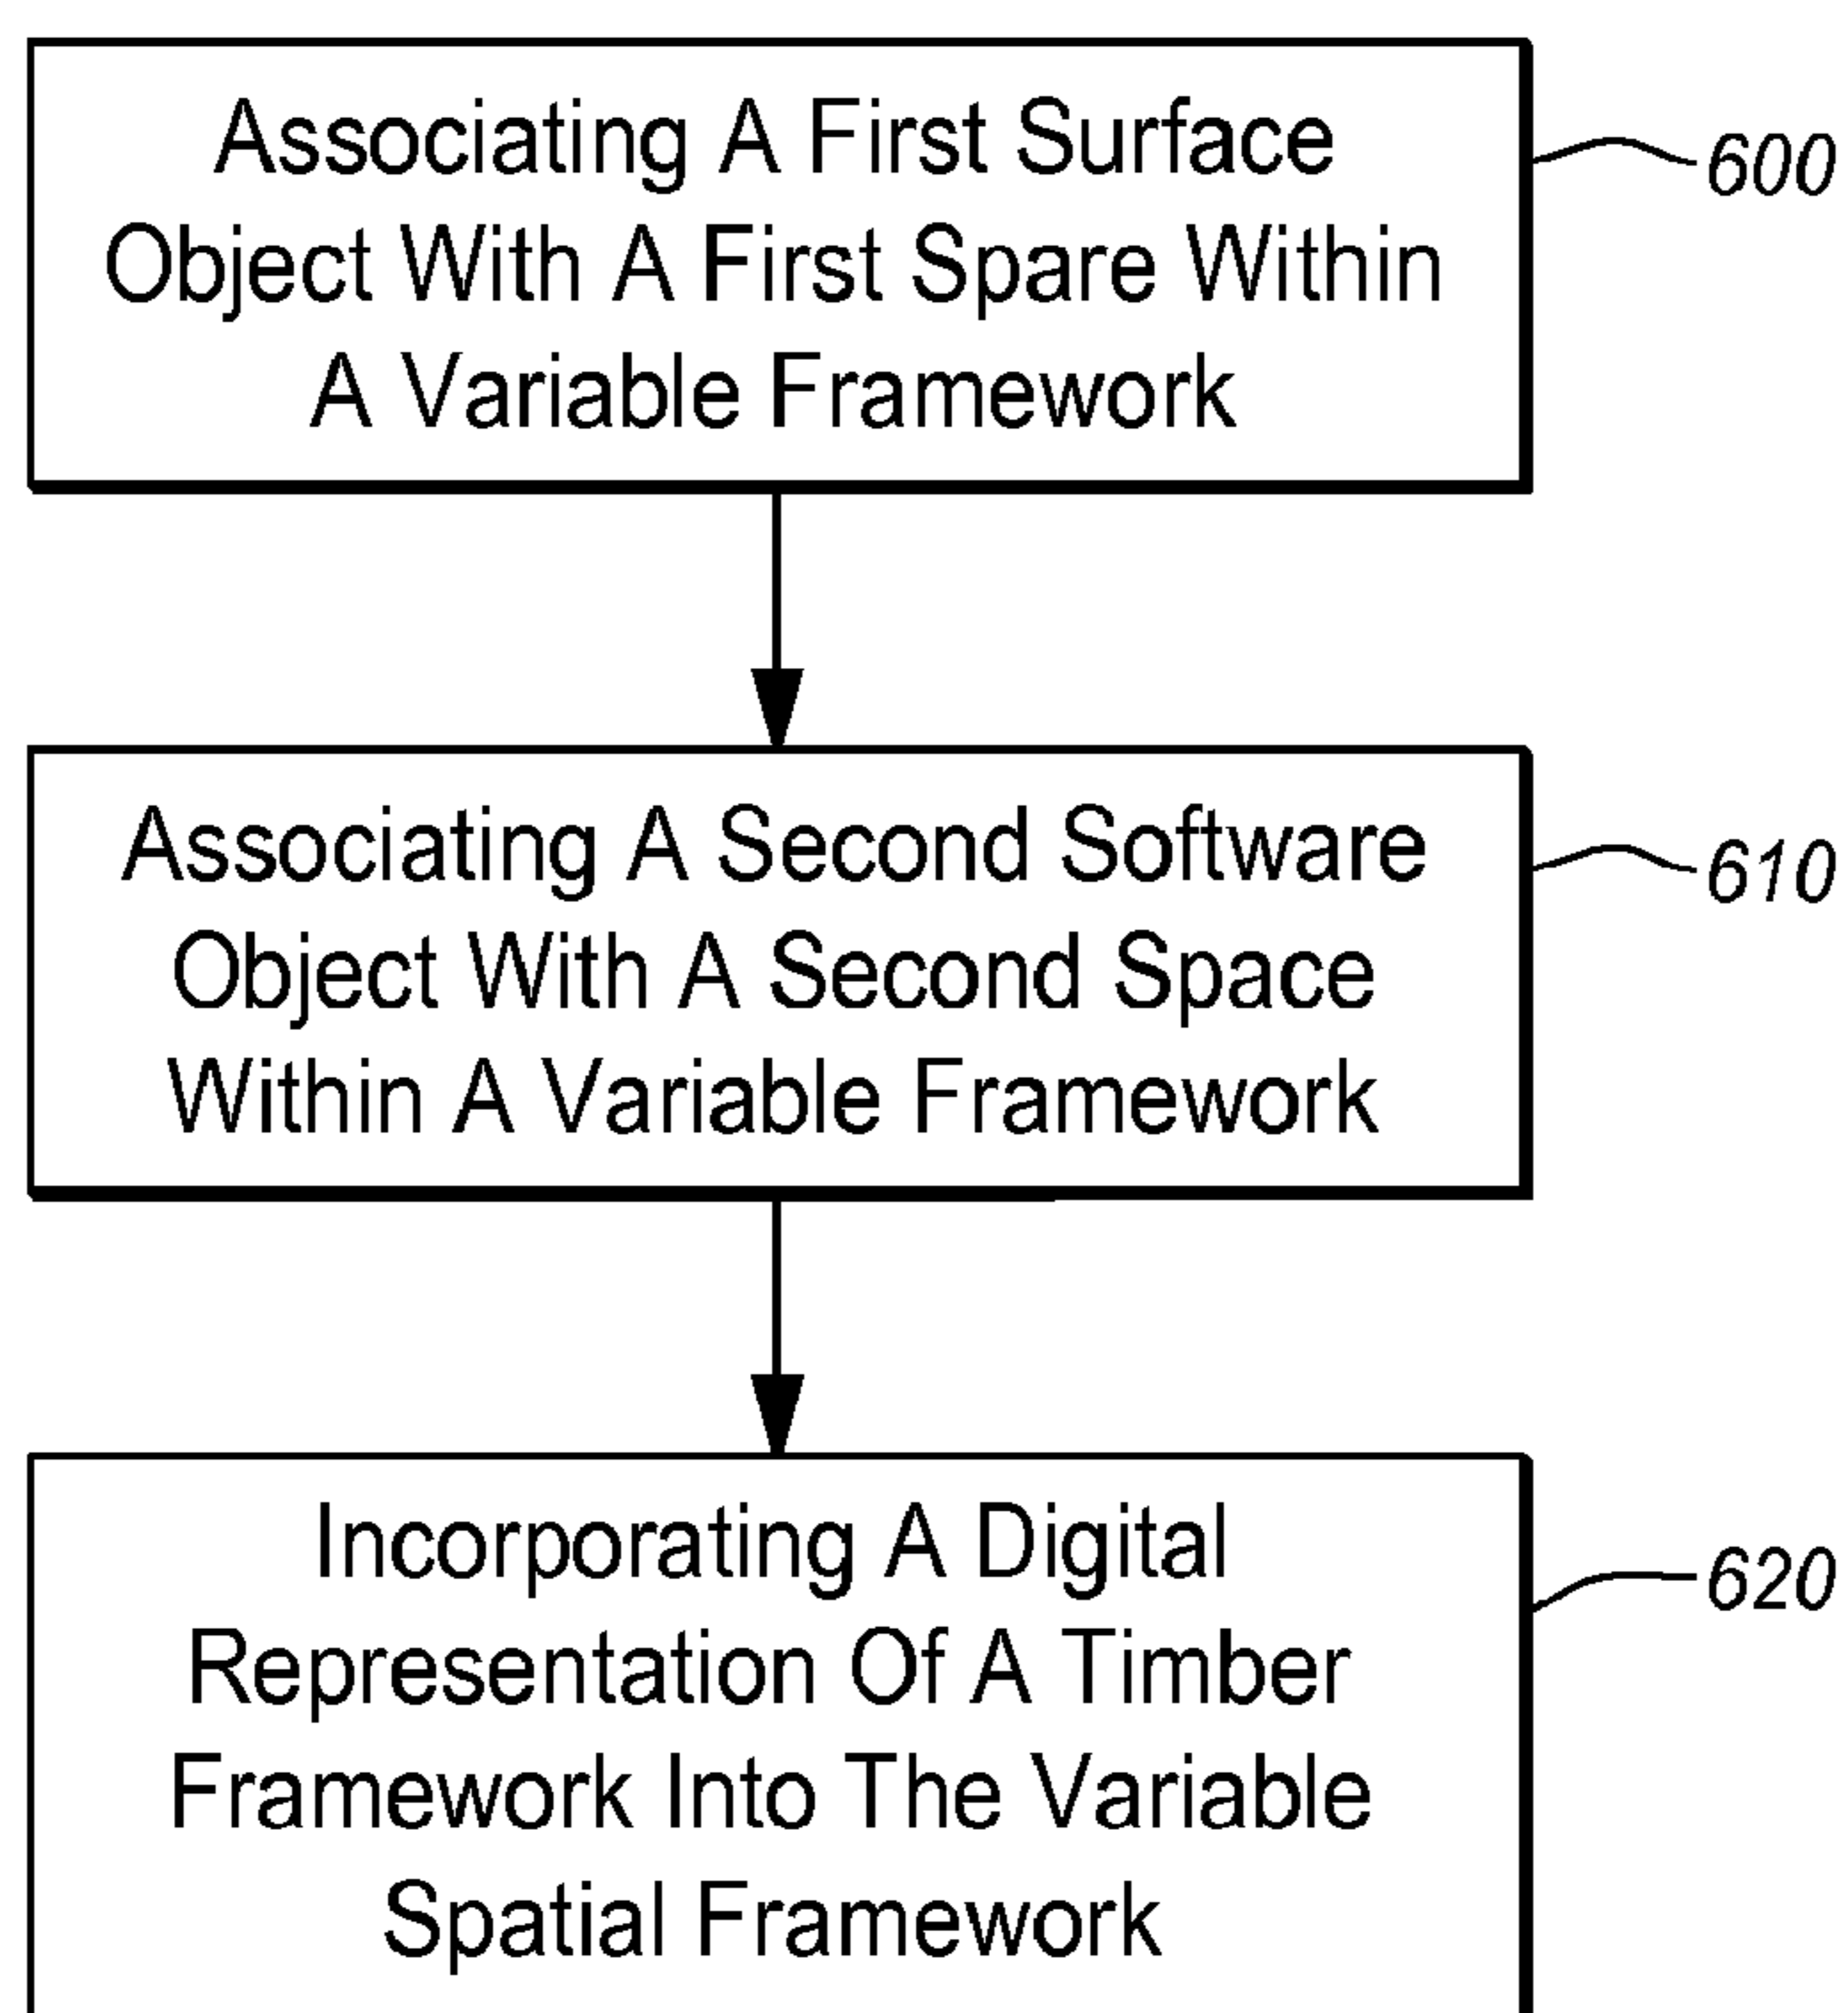 Associating A First Surface
Object With A First Spare Within
A Variable Framework
600
Associating A Second Software
Object With A Second Space
Within A Variable Framework
610
Incorporating A Digital
Representation Of A Timber
Framework Into The Variable
Spatial Framework
620